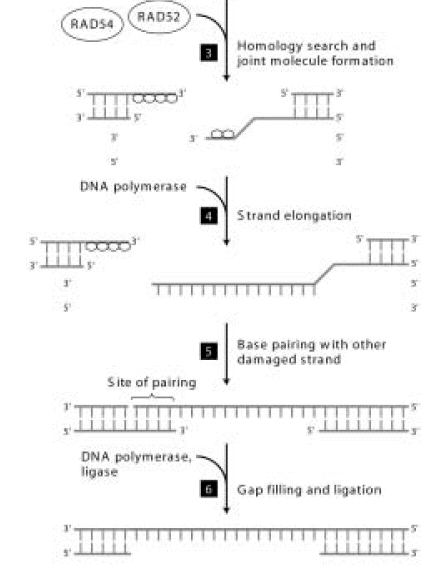 RAD54
RAD52
3
Homology search and
joint molecule formation
5' 3' 5' 3'
3' 5' 5'
3' 3' 5'
5' 3'
DNA polymerase
4
Strand elongation
5' 3' 5' 3'
3' 5' 5'
3' 5'
5' 3'
5
Base pairing with other
damaged strand
Site of pairing
3' 5'
5' 3' 5' 3'
DNA polymerase,
ligase
6
Gap filling and ligation
3' 5'
5' 3'